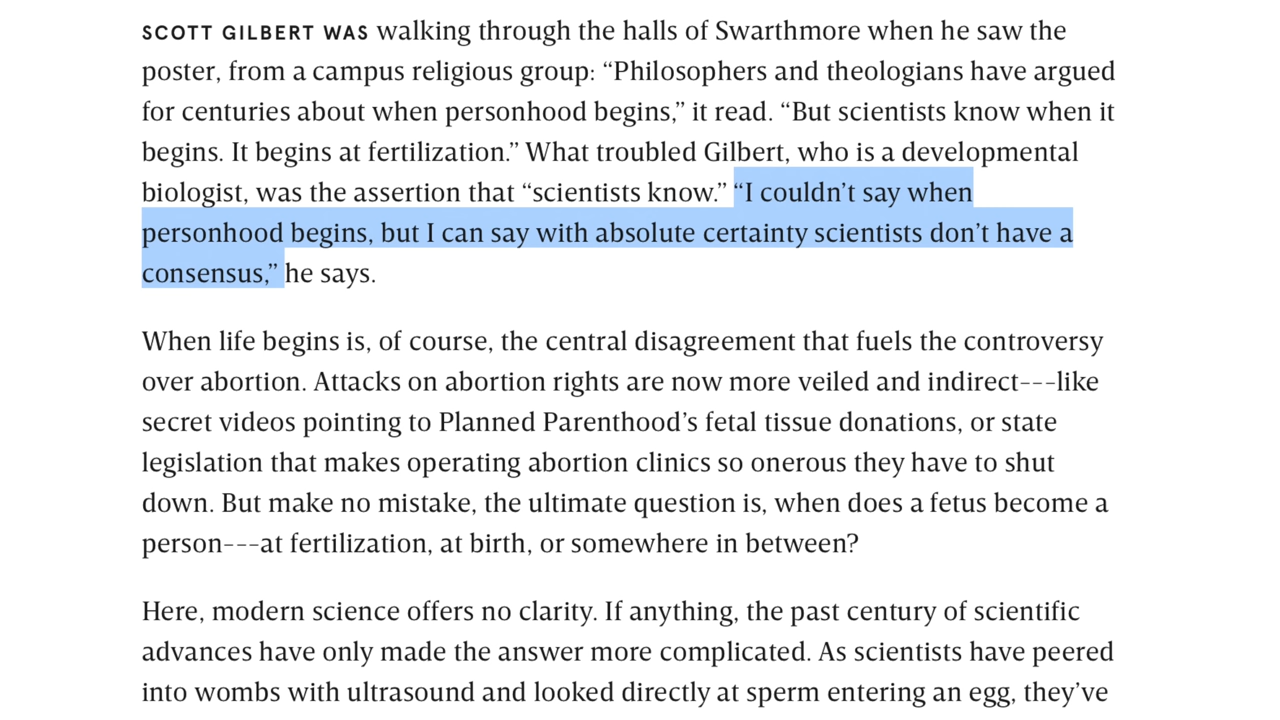 SCOTT GILBERT WAS walking through the halls of Swarthmore when he saw the
poster, from a campus religious group: “Philosophers and theologians have argued
for centuries about when personhood begins,” it read. “But scientists know when it
begins. It begins at fertilization.” What troubled Gilbert, who is a developmental
biologist, was the assertion that “scientists know.” “I couldn’t say when
personhood begins, but I can say with absolute certainty scientists don’t have a
consensus,” he says.
When life begins is, of course, the central disagreement that fuels the controversy
over abortion. Attacks on abortion rights are now more veiled and indirect---like
secret videos pointing to Planned Parenthood’s fetal tissue donations, or state
legislation that makes operating abortion clinics so onerous they have to shut
down. But make no mistake, the ultimate question is, when does a fetus become a
person---at fertilization, at birth, or somewhere in between?
Here, modern science offers no clarity. If anything, the past century of scientific
advances have only made the answer more complicated. As scientists have peered
into wombs with ultrasound and looked directly at sperm entering an egg, they’ve